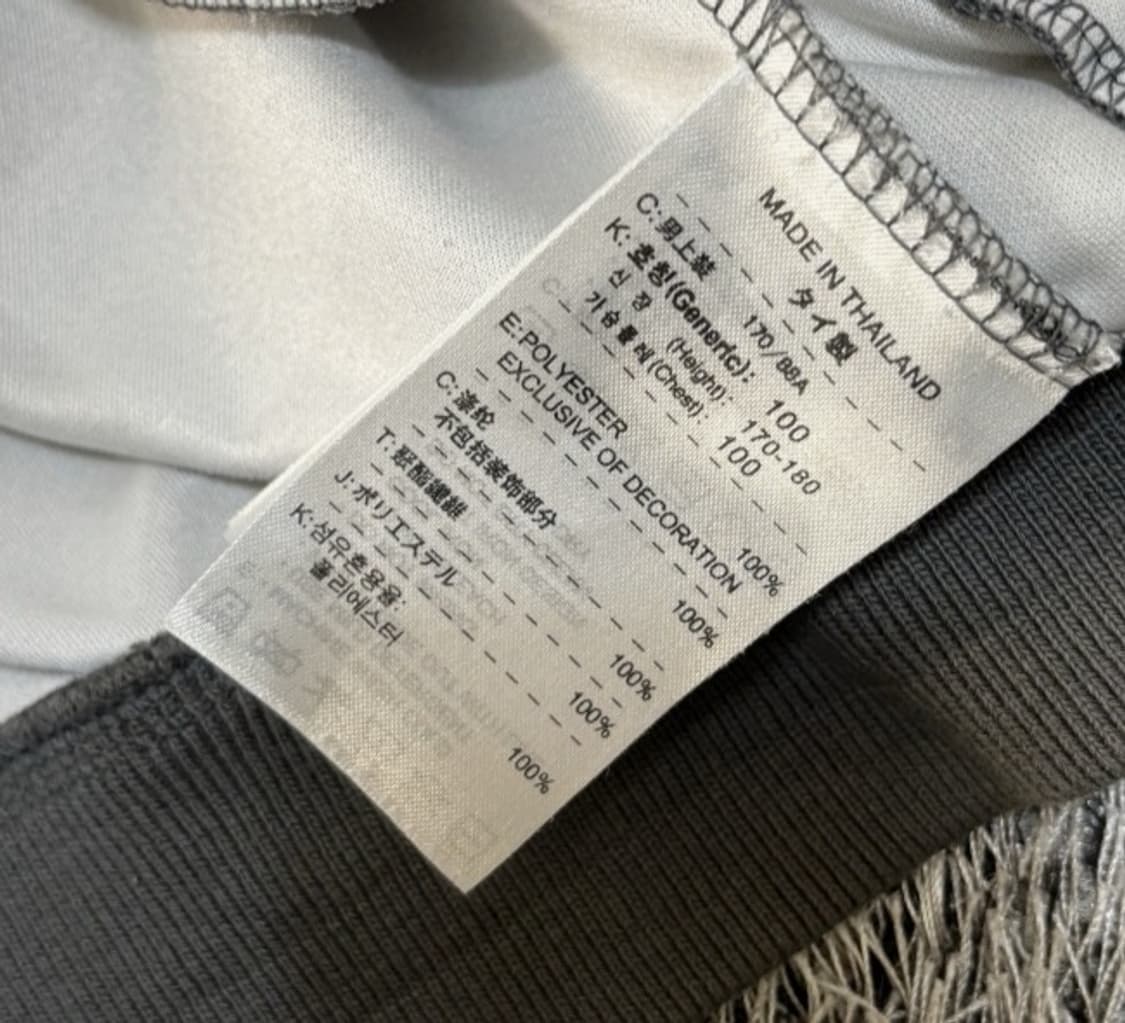 MADE IN THAILAND
タイ製
C:男上装 170/88A
K: 호칭(Generic): 100
신 장 (Height): 170-180
가슴둘레(Chest): 100
E:POLYESTER 100%
EXCLUSIVE OF DECORATION
C:涤纶 100%
不包括装饰部分
T:聚酯纖維 100%
J:ポリエステル 100%
K:섬유혼용율:
폴리에스터 100%